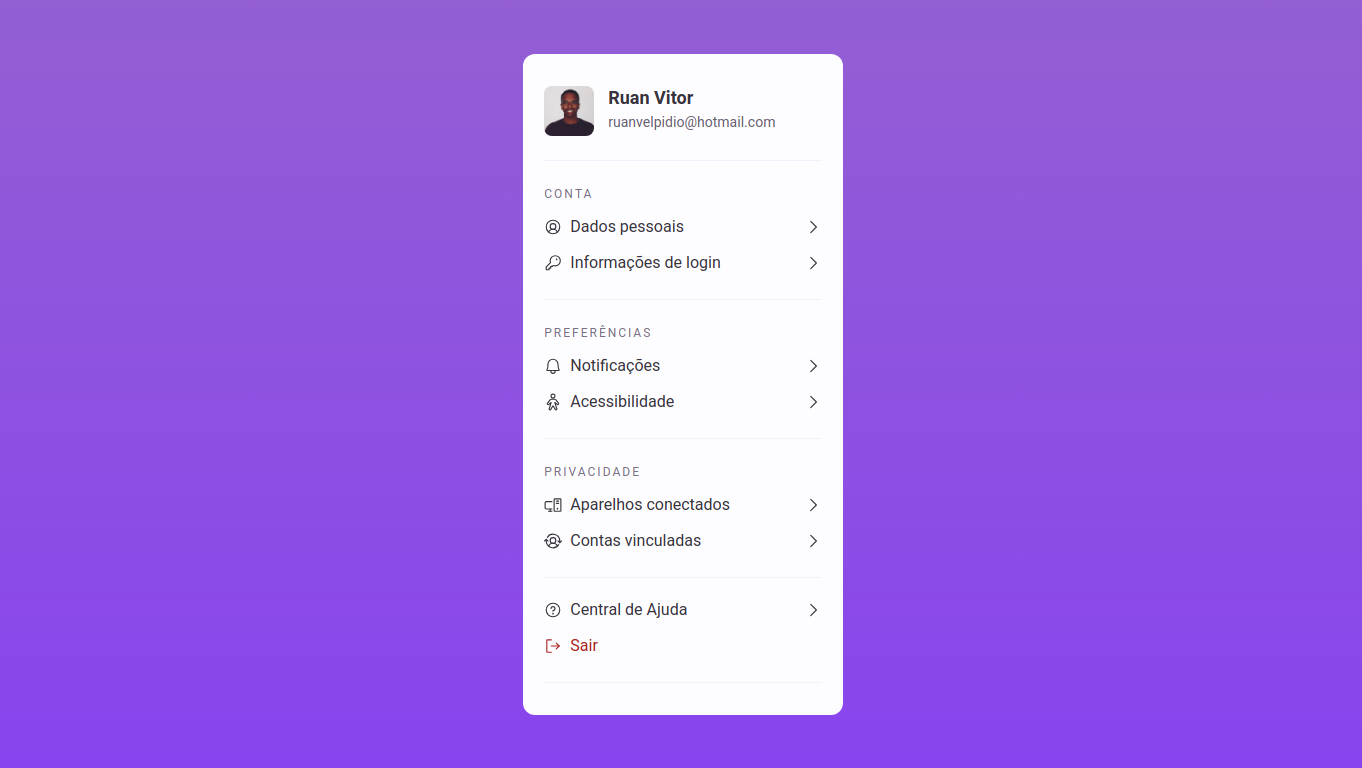 Ruan Vitor
ruanvelpidio@hotmail.com
CONTA
Dados pessoais
Informações de login
PREFERÊNCIAS
Notificações
Acessibilidade
PRIVACIDADE
Aparelhos conectados
Contas vinculadas
Central de Ajuda
Sair